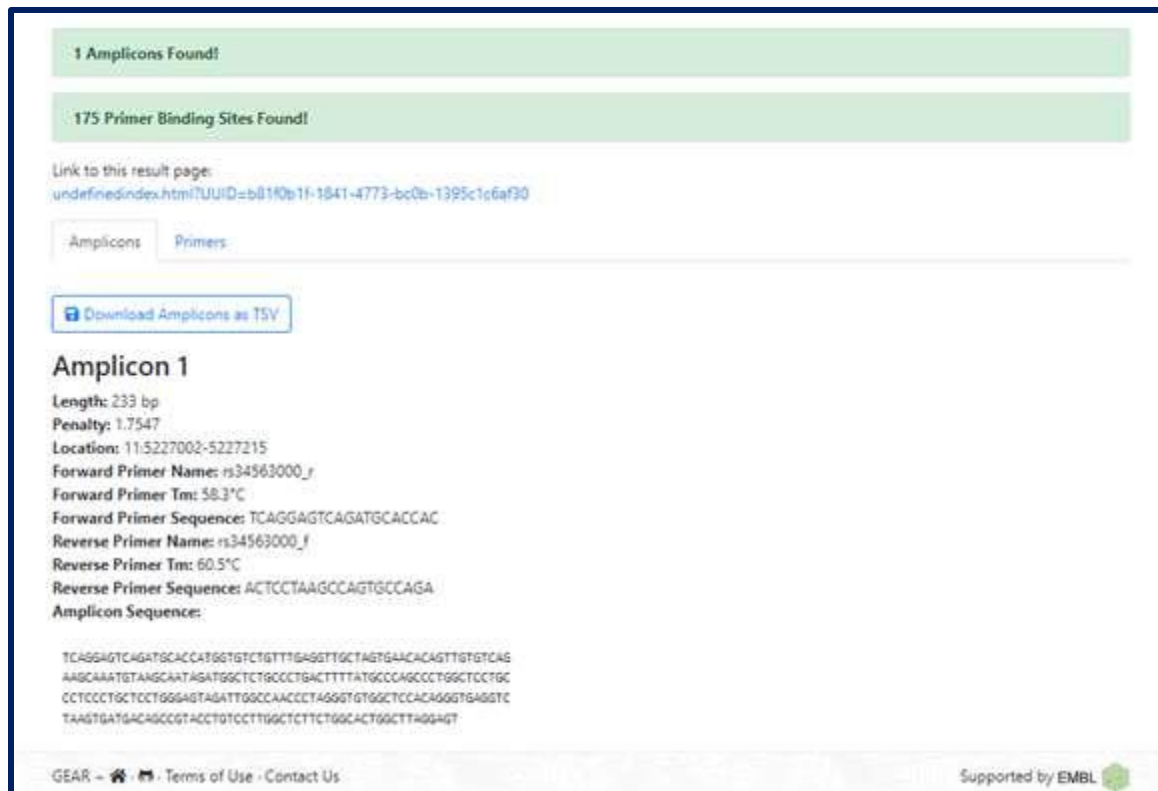 1 Amplicons Found!
175 Primer Binding Sites Found!
Link to this result page:
undefinedindex.html?UUID=b81f0b1f-1841-4773-bc0b-1395c1c6af30
Amplicons Primers
Download Amplicons as TSV
Amplicon 1
Length: 233 bp
Penalty: 1.7547
Location: 11:5227002-5227215
Forward Primer Name: rs34563000_r
Forward Primer Tm: 58.3°C
Forward Primer Sequence: TCAGGAGTCAGATGCACCAC
Reverse Primer Name: rs34563000_f
Reverse Primer Tm: 60.5°C
Reverse Primer Sequence: ACTCCTAAGCCAGTGCCAGA
Amplicon Sequence:
TCAGGAGTCAGATGCACCATGGTGTCTGTTTGAGGTTGCTAGTGAACACAGTTGTGTCAG
AAGCAAATGTAAGCAATAGATGGCTCTGCCCTGACTTTTATGCCCAGCCCTGGCTCCTGC
CCTCCCTGCTCCTGGGAGTAGATTGGCCAACCCTAGGGTGTGGCTCCACAGGGTGAGGTC
TAAGTGATGACAGCCGTACCTGTCCTTGGCTCTTCTGGCACTGGCTTAGGAGT
GEAR - · · Terms of Use · Contact Us
Supported by EMBL